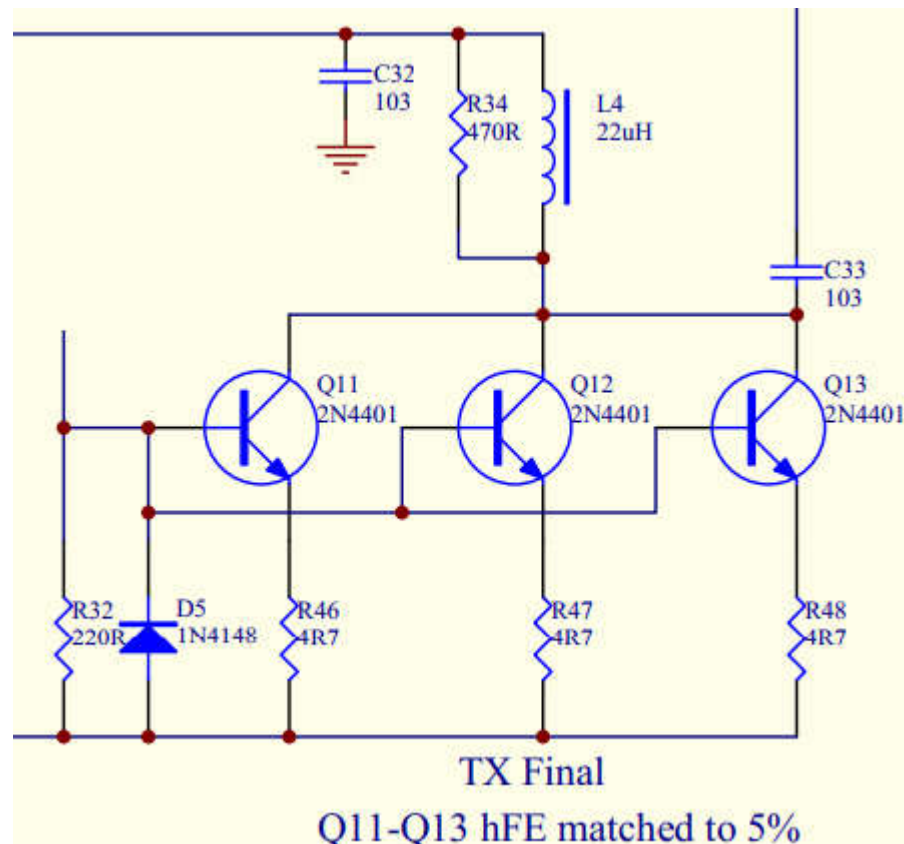 C32
103
R34
470R
L4
22uH
C33
103
Q11
2N4401
Q12
2N4401
Q13
2N4401
R32
220R
D5
1N4148
R46
4R7
R47
4R7
R48
4R7
TX Final
Q11-Q13 hFE matched to 5%